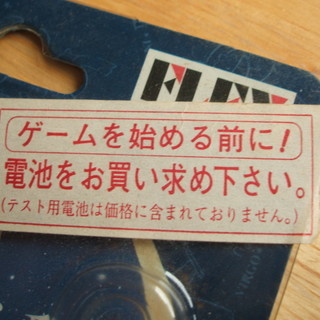 ゲームを始める前に!
電池をお買い求め下さい。
(テスト用電池は価格に含まれておりません。)
VIRGO